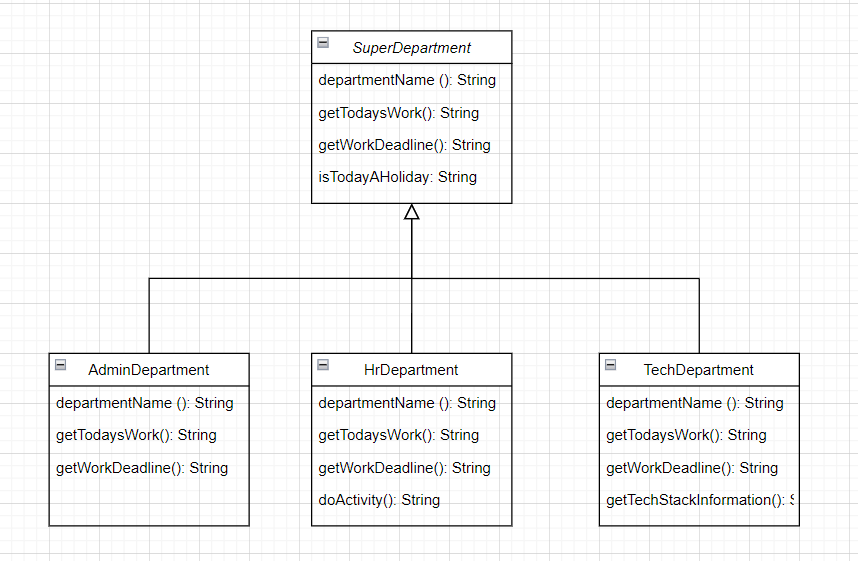 SuperDepartment
departmentName (): String
getTodaysWork(): String
getWorkDeadline(): String
isTodayAHoliday: String
AdminDepartment
departmentName (): String
getTodaysWork(): String
getWorkDeadline(): String
HrDepartment
departmentName (): String
getTodaysWork(): String
getWorkDeadline(): String
doActivity(): String
TechDepartment
departmentName (): String
getTodaysWork(): String
getWorkDeadline(): String
getTechStackInformation():